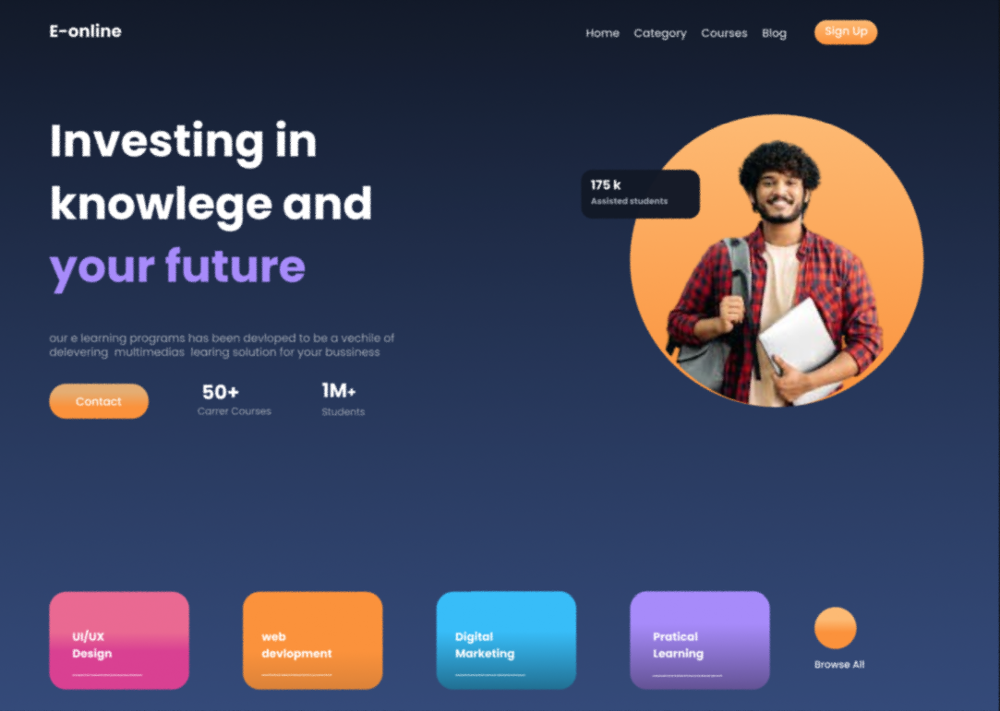 E-online
Home Category Courses Blog Sign Up
Investing in
knowlege and
your future
175 k
Assisted students
our e learning programs has been devloped to be a vechile of
delevering multimedias learing solution for your bussiness
Contact
50+
Carrer Courses
1M+
Students
UI/UX
Design
web
devlopment
Digital
Marketing
Pratical
Learning
Browse All